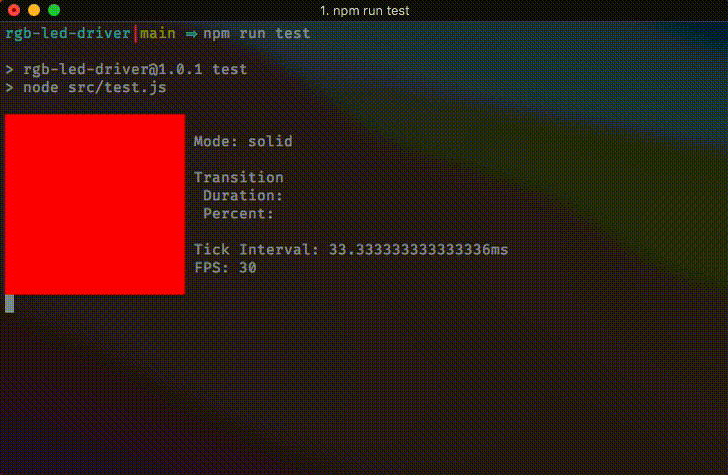 1. npm run test
rgb-led-driver|main ⇒ npm run test
> rgb-led-driver@1.0.1 test
> node src/test.js
Mode: solid
Transition
Duration:
Percent:
Tick Interval: 33.333333333333336ms
FPS: 30